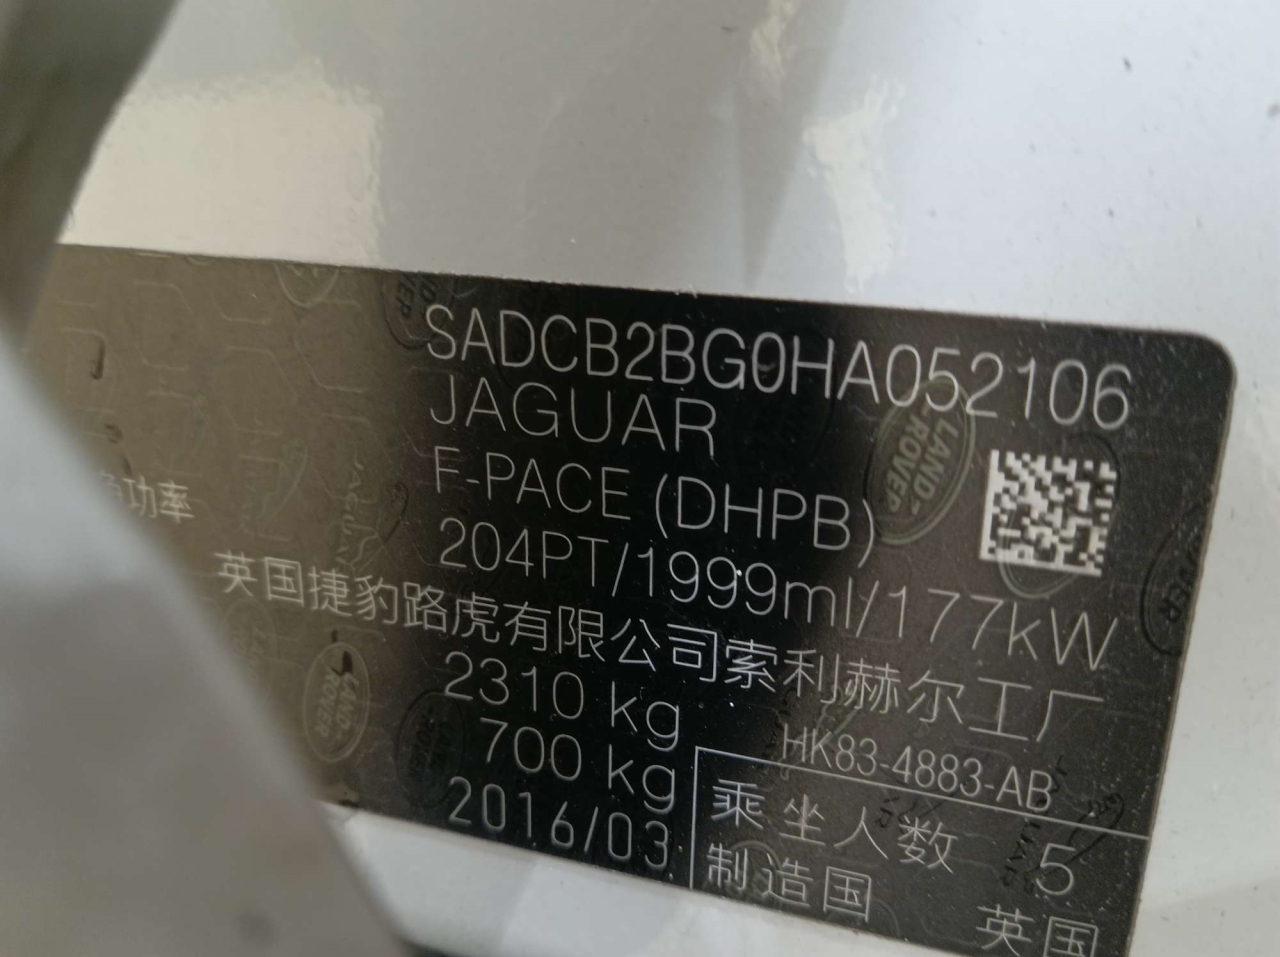 SADCB2BG0HA052106
JAGUAR
F-PACE (DHPB)
功率 204PT/1999ml/177kW
英国捷豹路虎有限公司索利赫尔工厂
2310 kg
HK83-4883-AB
700 kg
乘坐人数 5
2016/03
制造国 英国
LAND ROVER
LAND ROVER